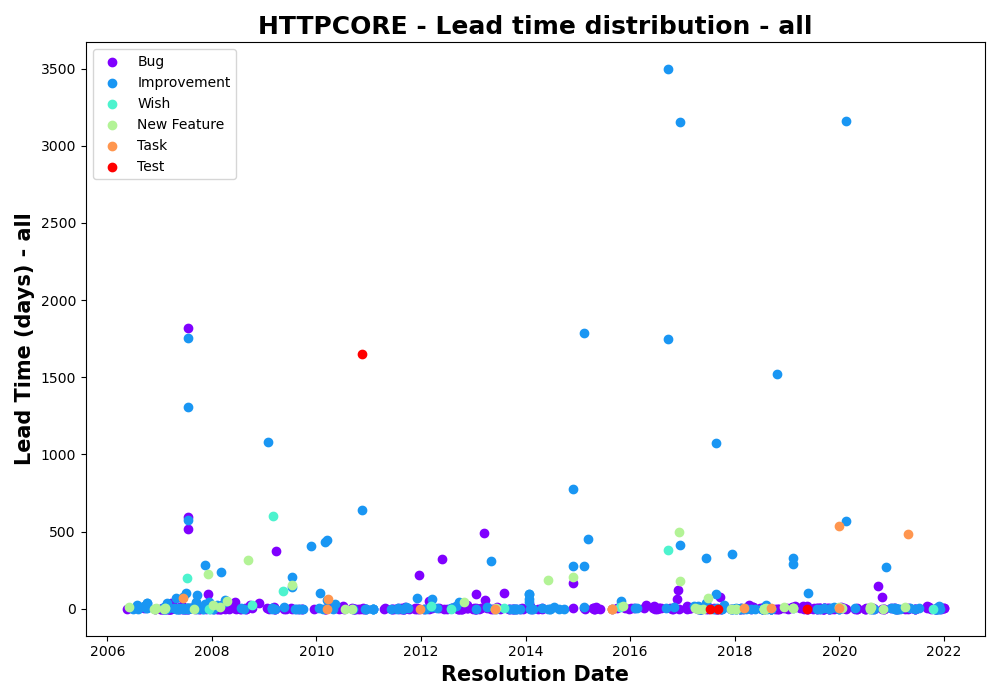 HTTPCORE - Lead time distribution - all
Bug
Improvement
Wish
New Feature
Task
Test
Lead Time (days) - all
3500
3000
2500
2000
1500
1000
500
0
2006 2008 2010 2012 2014 2016 2018 2020 2022
Resolution Date